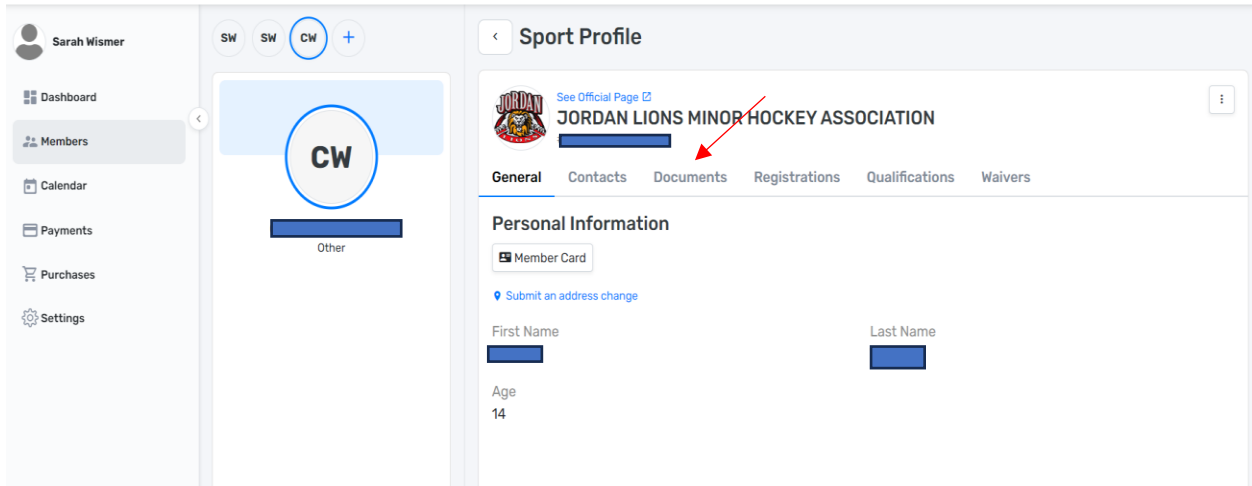 Sarah Wismer
Dashboard
Members
Calendar
Payments
Purchases
Settings
SW SW CW +
CW
Other
Sport Profile
JORDAN
See Official Page
JORDAN LIONS MINOR HOCKEY ASSOCIATION
General Contacts Documents Registrations Qualifications Waivers
Personal Information
Member Card
Submit an address change
First Name Last Name
Age
14